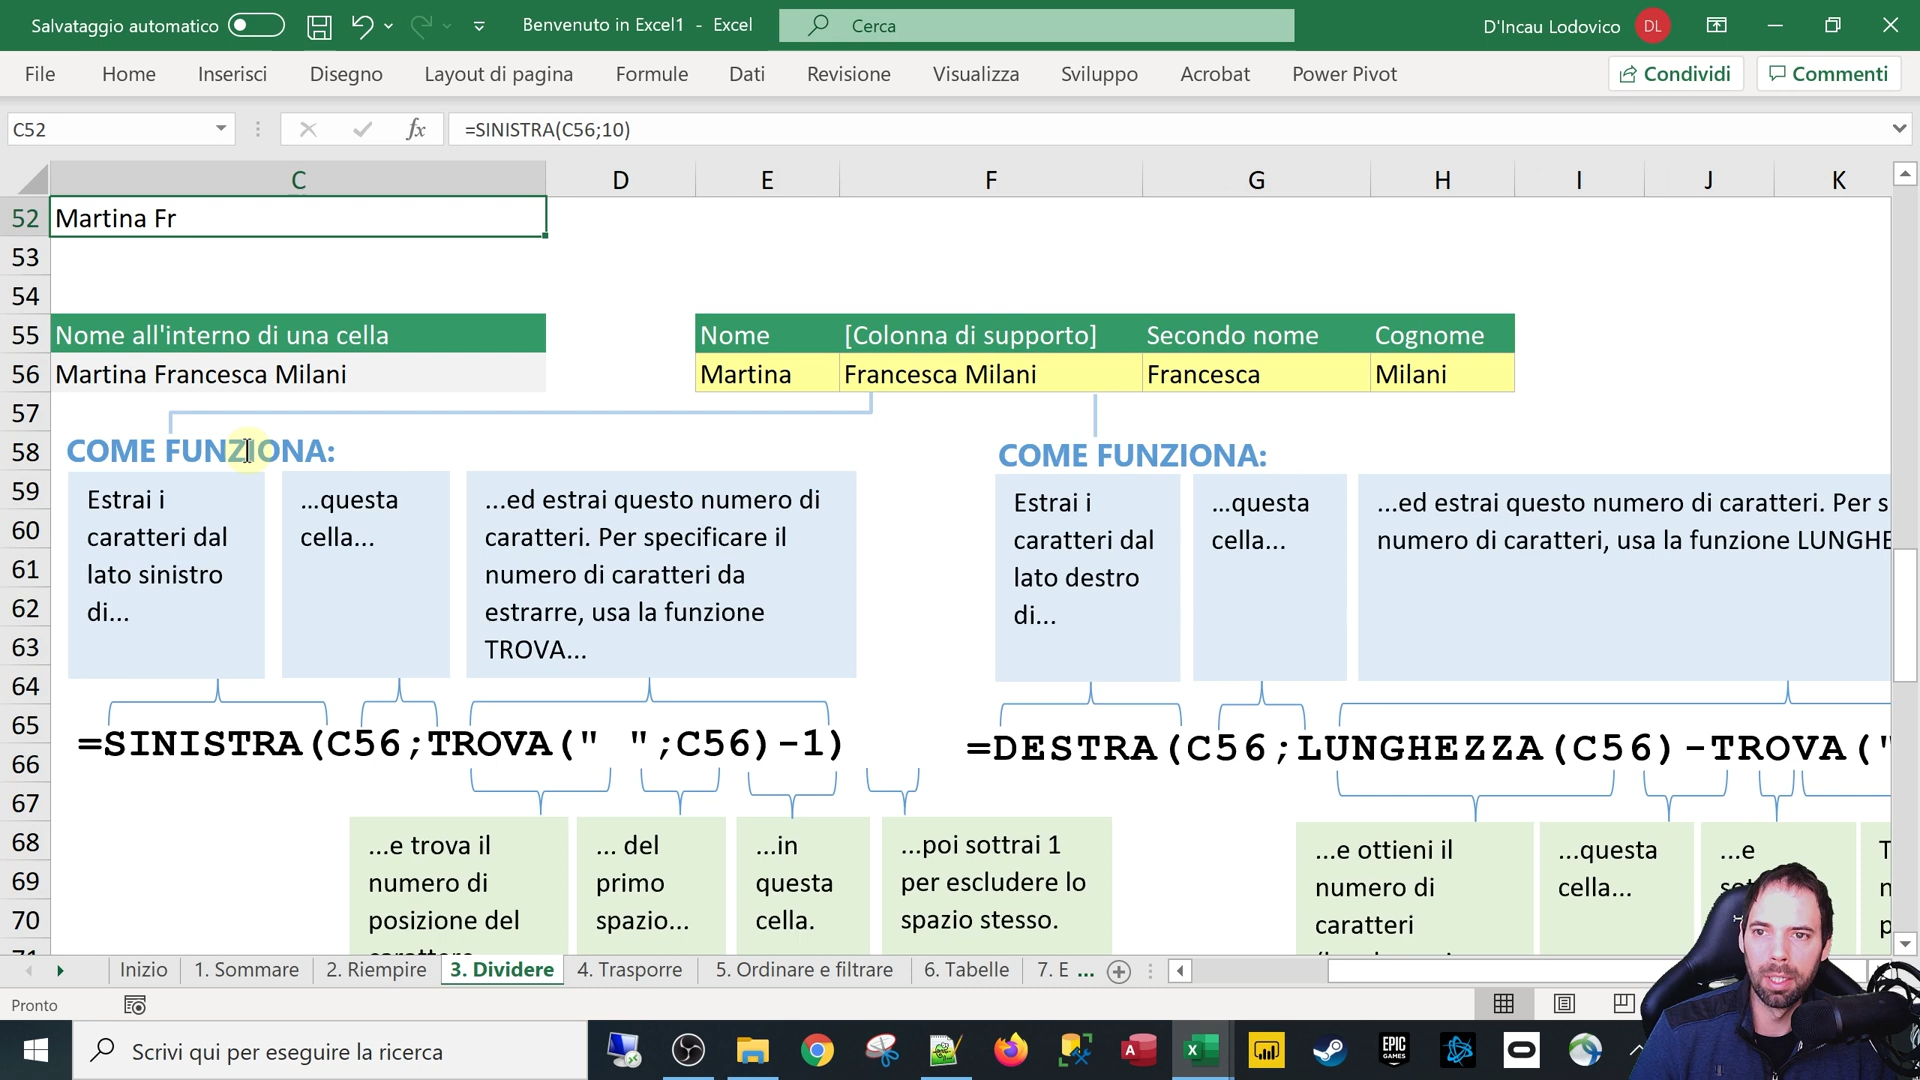 Salvataggio automatico
Benvenuto in Excel1 - Excel
Cerca
D'Incau Lodovico
DL
File Home Inserisci Disegno Layout di pagina Formule Dati Revisione Visualizza Sviluppo Acrobat Power Pivot
Condividi
Commenti
C52
fx
=SINISTRA(C56;10)
C D E F G H I J K
52 Martina Fr
53
54
55 Nome all'interno di una cella Nome [Colonna di supporto] Secondo nome Cognome
56 Martina Francesca Milani Martina Francesca Milani Francesca Milani
57
58
59
60
61
62
63
64
65
66
67
68
69
70
COME FUNZIONA:
Estrai i
caratteri dal
lato sinistro
di...
...questa
cella...
...ed estrai questo numero di
caratteri. Per specificare il
numero di caratteri da
estrarre, usa la funzione
TROVA...
=SINISTRA(C56;TROVA(" ";C56)-1)
...e trova il
numero di
posizione del
... del
primo
spazio...
...in
questa
cella.
...poi sottrai 1
per escludere lo
spazio stesso.
COME FUNZIONA:
Estrai i
caratteri dal
lato destro
di...
...questa
cella...
...ed estrai questo numero di caratteri. Per s
numero di caratteri, usa la funzione LUNGHE
=DESTRA(C56;LUNGHEZZA(C56)-TROVA("
...e ottieni il
numero di
caratteri
...questa
cella...
...e
Inizio 1. Sommare 2. Riempire 3. Dividere 4. Trasporre 5. Ordinare e filtrare 6. Tabelle 7. E ...
Pronto
Scrivi qui per eseguire la ricerca
EPIC
GAMES